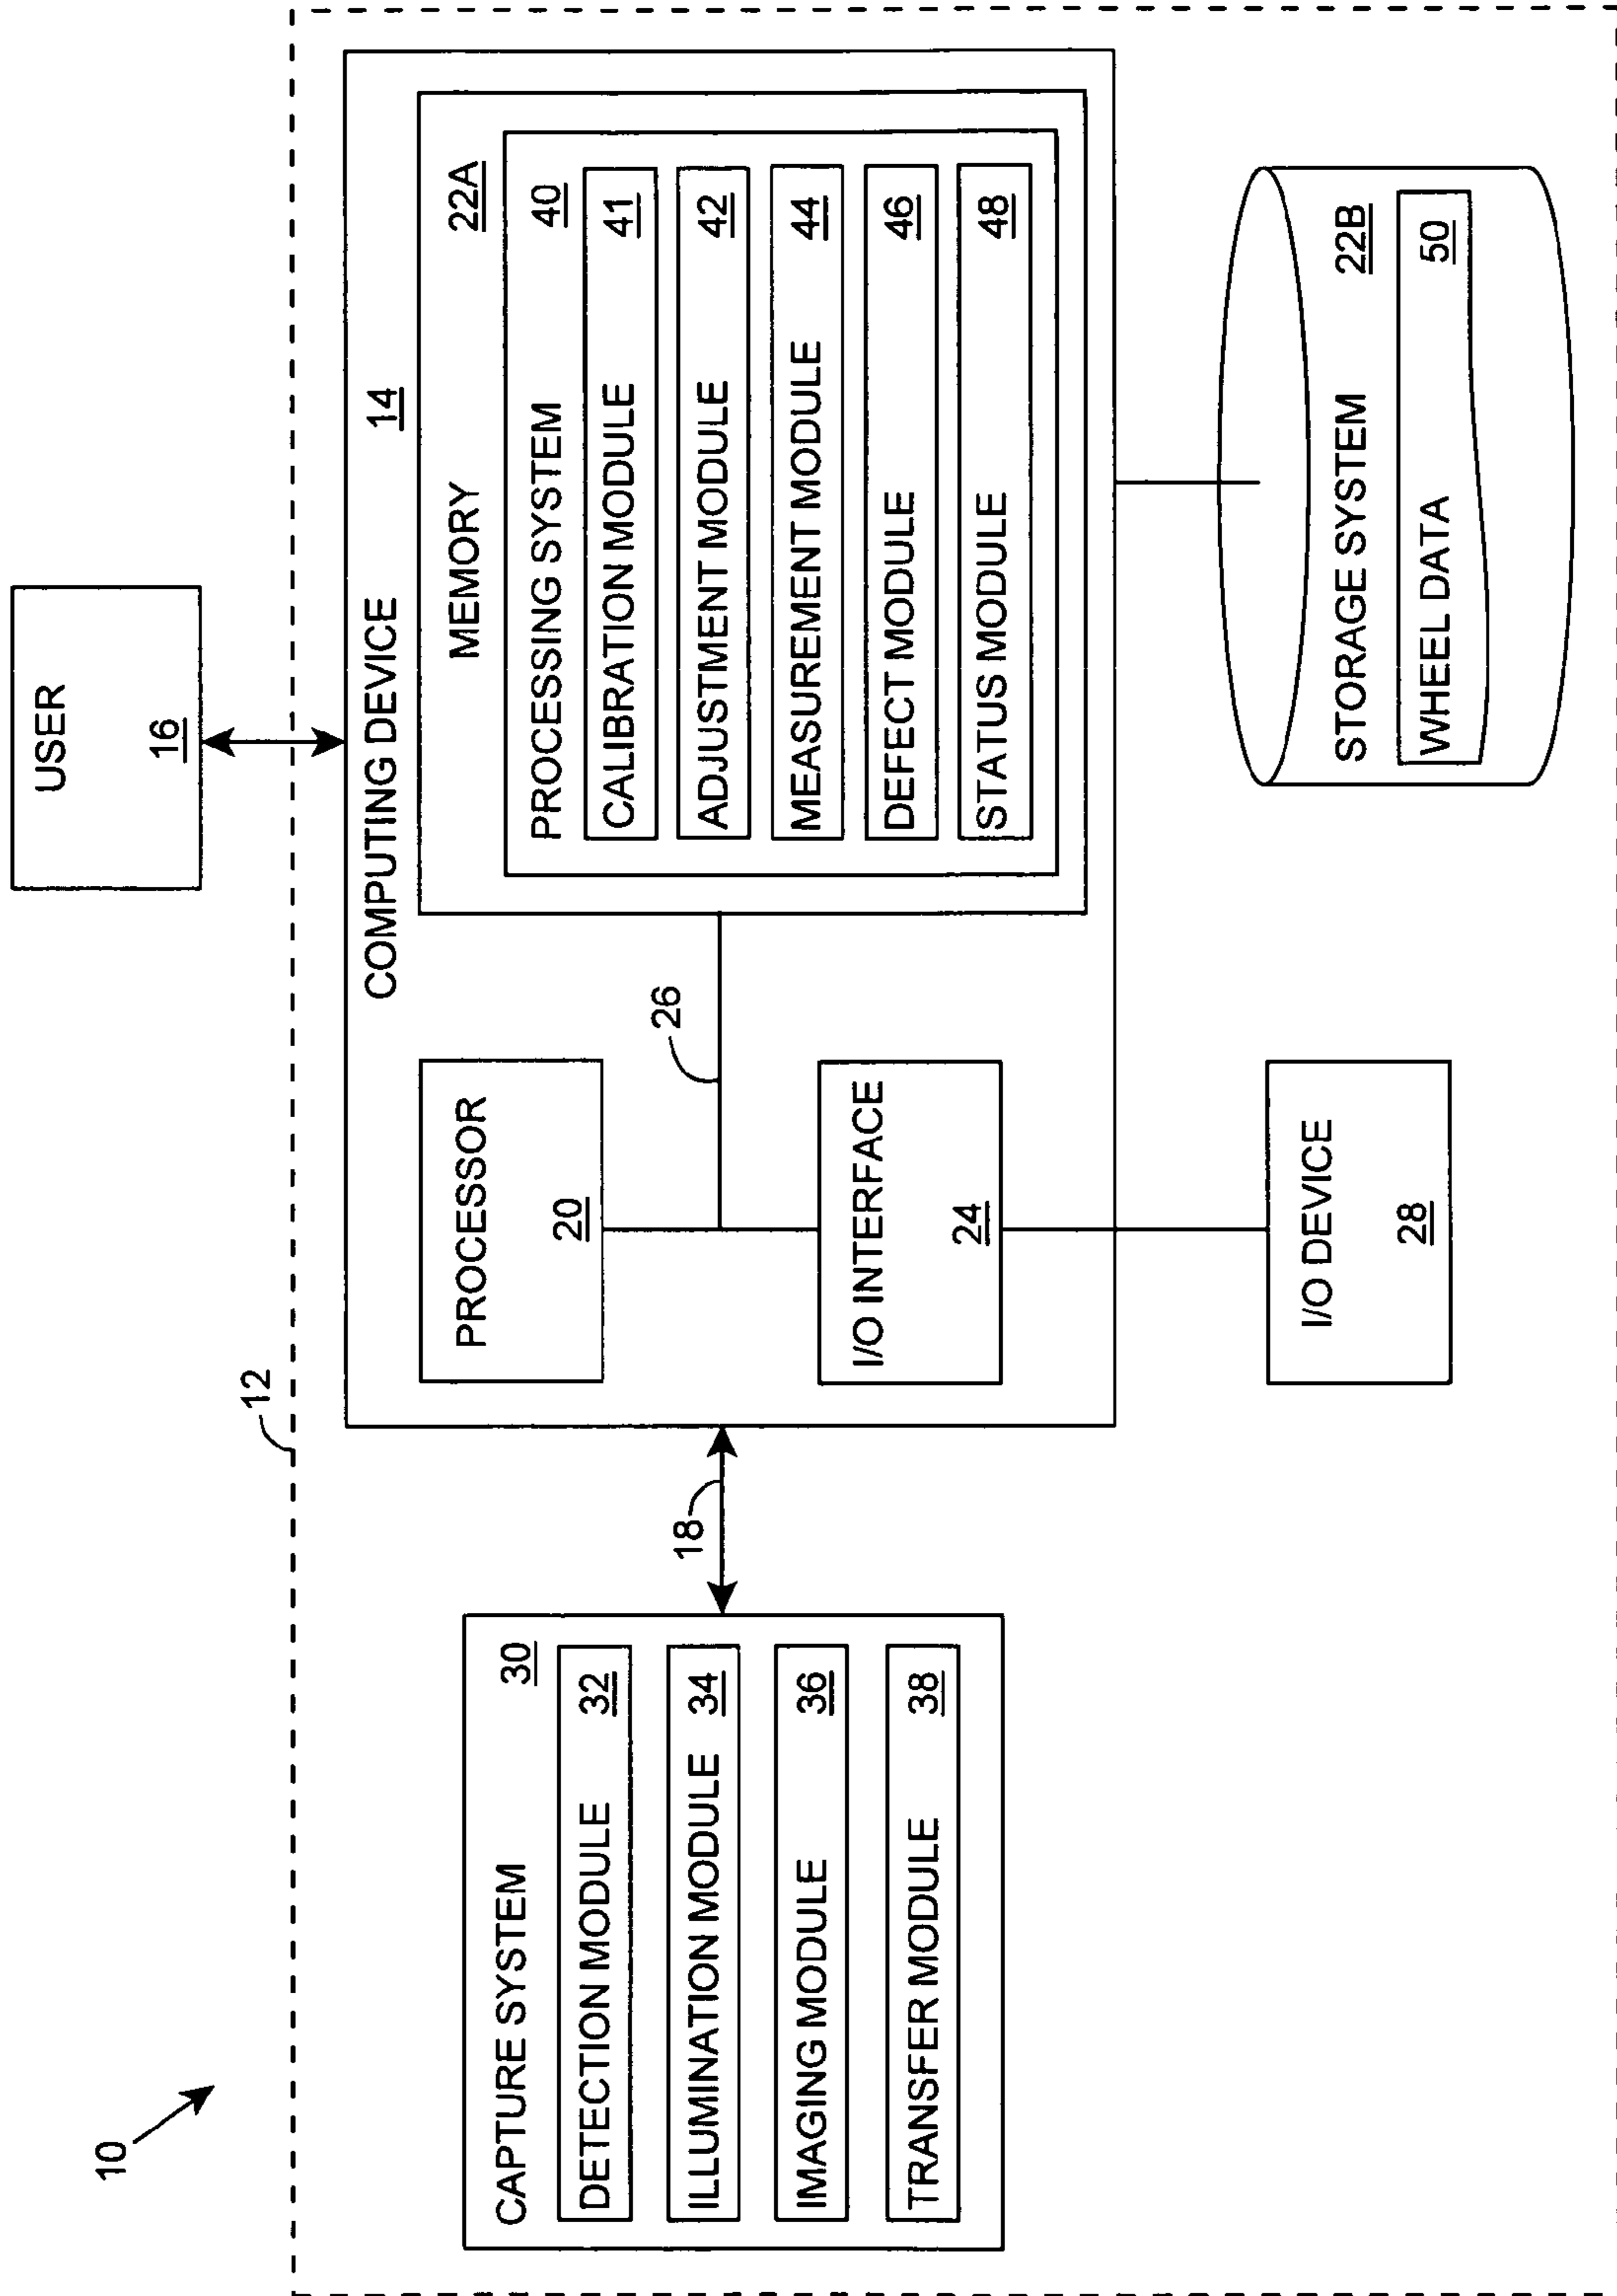 10
12
USER
16
CAPTURE SYSTEM
30
DETECTION MODULE 32
ILLUMINATION MODULE 34
IMAGING MODULE 36
TRANSFER MODULE 38
18
COMPUTING DEVICE 14
PROCESSOR
20
26
I/O INTERFACE
24
MEMORY 22A
PROCESSING SYSTEM 40
CALIBRATION MODULE 41
ADJUSTMENT MODULE 42
MEASUREMENT MODULE 44
DEFECT MODULE 46
STATUS MODULE 48
I/O DEVICE
28
STORAGE SYSTEM 22B
WHEEL DATA 50